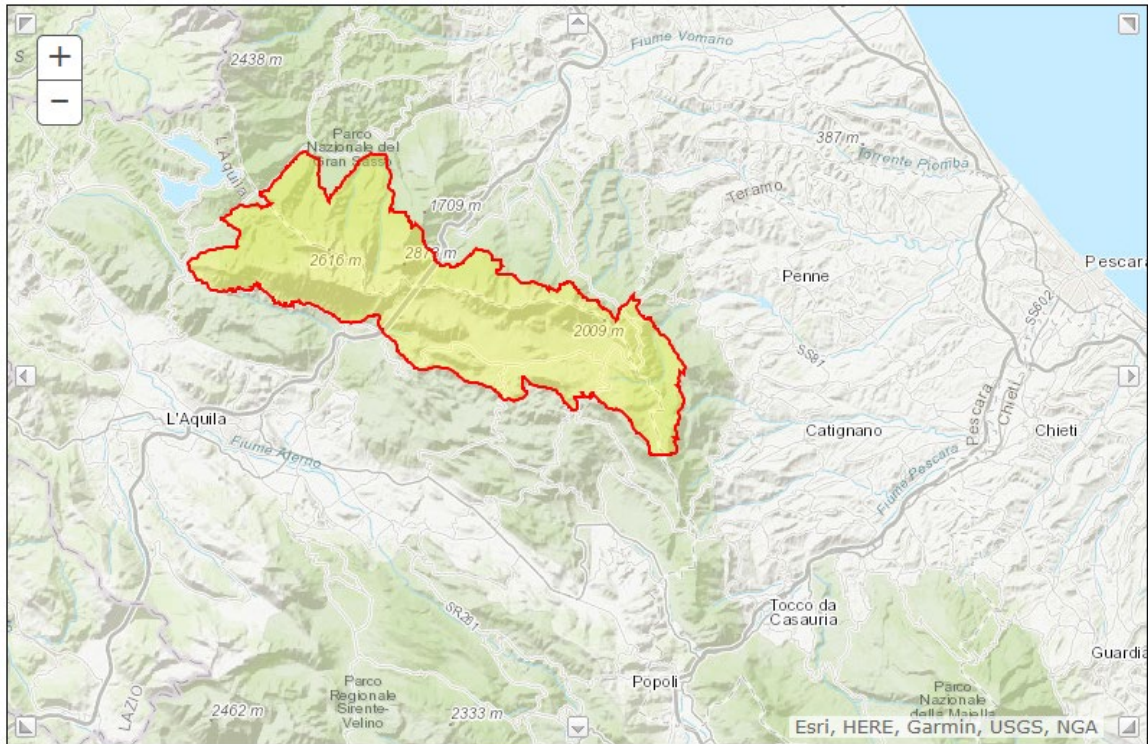 +
−
S.
2438 m
Fiume Vomano
387 m
Torrente Piomba
Parco
Nazionale del
Gran Sasso
L'Aquila
Teramo
1709 m
2616 m
Penne
Pescara
2009 m
SS602
SS81
L'Aquila
Fiume Aterno
Catignano
Pescara
Chieti
Chieti
Fiume Pescara
SR261
Tocco da
Casauria
Guardia
Popoli
Parco
Regionale
Sirente-
Velino
LAZIO
2462 m
2333 m
Parco
Nazionale
della Maiella
Esri, HERE, Garmin, USGS, NGA